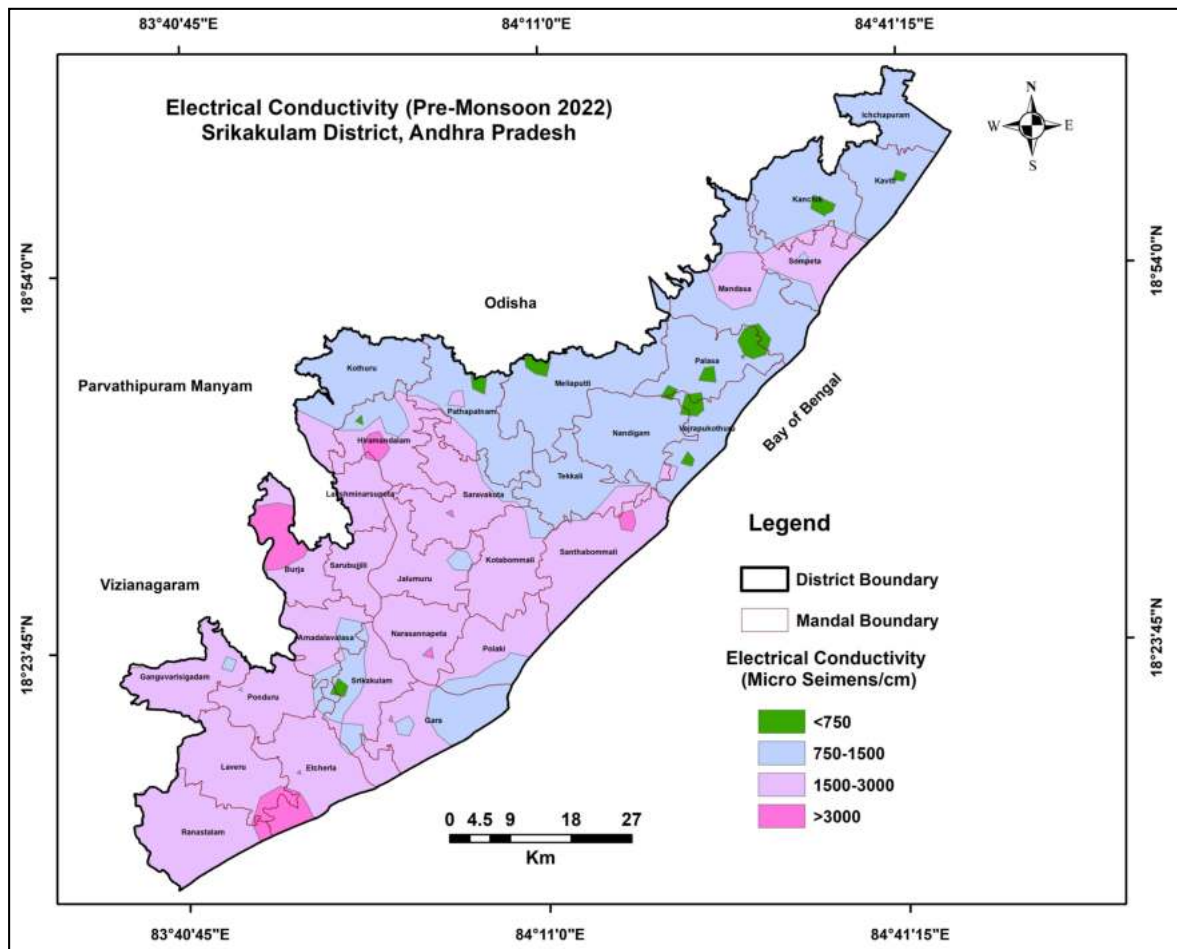 83°40'45"E
84°11'0"E
84°41'15"E
Electrical Conductivity (Pre-Monsoon 2022)
Srikakulam District, Andhra Pradesh
N
W
E
S
Ichchapuram
Kaviti
Kanchili
18°54'0"N
18°54'0"N
Sompeta
Mandasa
Odisha
Kothuru
Palasa
Parvathipuram Manyam
Meliaputti
Pathapatnam
Bay of Bengal
Nandigam
Vajrapukothuru
Hiramandalam
Tekkali
Lakshminarsupeta
Saravakota
Legend
Santhabommali
Kotabommali
Burja
Sarubujjili
Jalumuru
Vizianagaram
District Boundary
Mandal Boundary
18°23'45"N
18°23'45"N
Amadalavalasa
Narasannapeta
Polaki
Electrical Conductivity
(Micro Seimens/cm)
Ganguvarisigadam
Ponduru
Srikakulam
Gara
<750
750-1500
Laveru
Etcherla
1500-3000
>3000
Ranastalam
0 4.5 9 18 27
Km
83°40'45"E
84°11'0"E
84°41'15"E